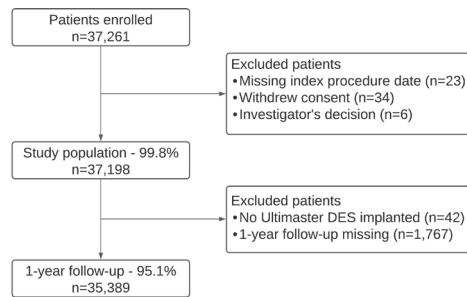 Patients enrolled
n=37,261
Excluded patients
•Missing index procedure date (n=23)
•Withdrew consent (n=34)
•Investigator's decision (n=6)
Study population - 99.8%
n=37,198
Excluded patients
•No Ultimaster DES implanted (n=42)
•1-year follow-up missing (n=1,767)
1-year follow-up - 95.1%
n=35,389